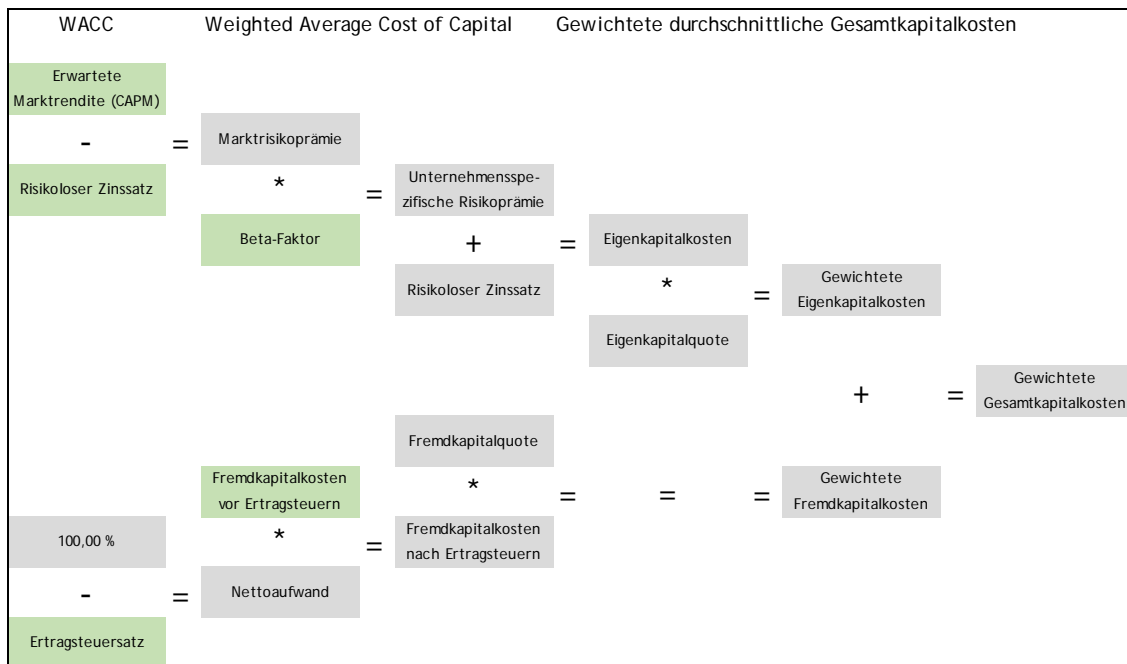 WACC Weighted Average Cost of Capital Gewichtete durchschnittliche Gesamtkapitalkosten
Erwartete
Marktrendite (CAPM)
- = Marktrisikoprämie
Risikoloser Zinssatz * = Unternehmensspe-
zifische Risikoprämie
Beta-Faktor + = Eigenkapitalkosten
Risikoloser Zinssatz * = Gewichtete
Eigenkapitalkosten
Eigenkapitalquote
+ = Gewichtete
Gesamtkapitalkosten
Fremdkapitalquote
Fremdkapitalkosten
vor Ertragsteuern * = = = Gewichtete
Fremdkapitalkosten
100,00 % * = Fremdkapitalkosten
nach Ertragsteuern
- = Nettoaufwand
Ertragsteuersatz